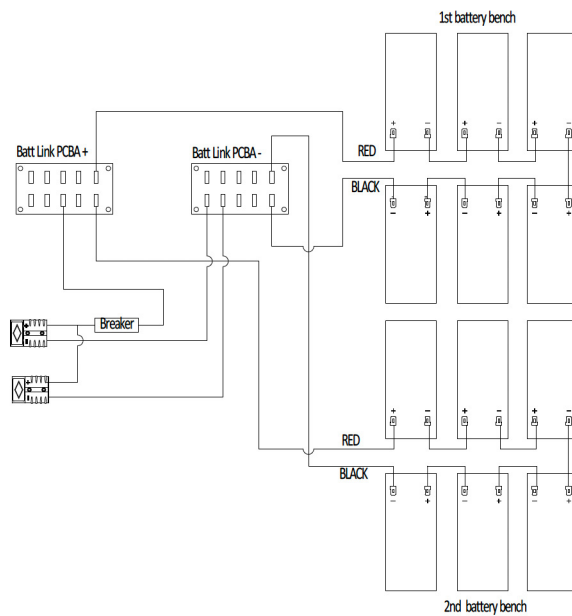 1st battery bench
+ − + − + −
Batt Link PCBA +
Batt Link PCBA -
RED
BLACK
− + − + − +
Breaker
+
+
+ − + − + −
RED
BLACK
− + − + − +
2nd battery bench